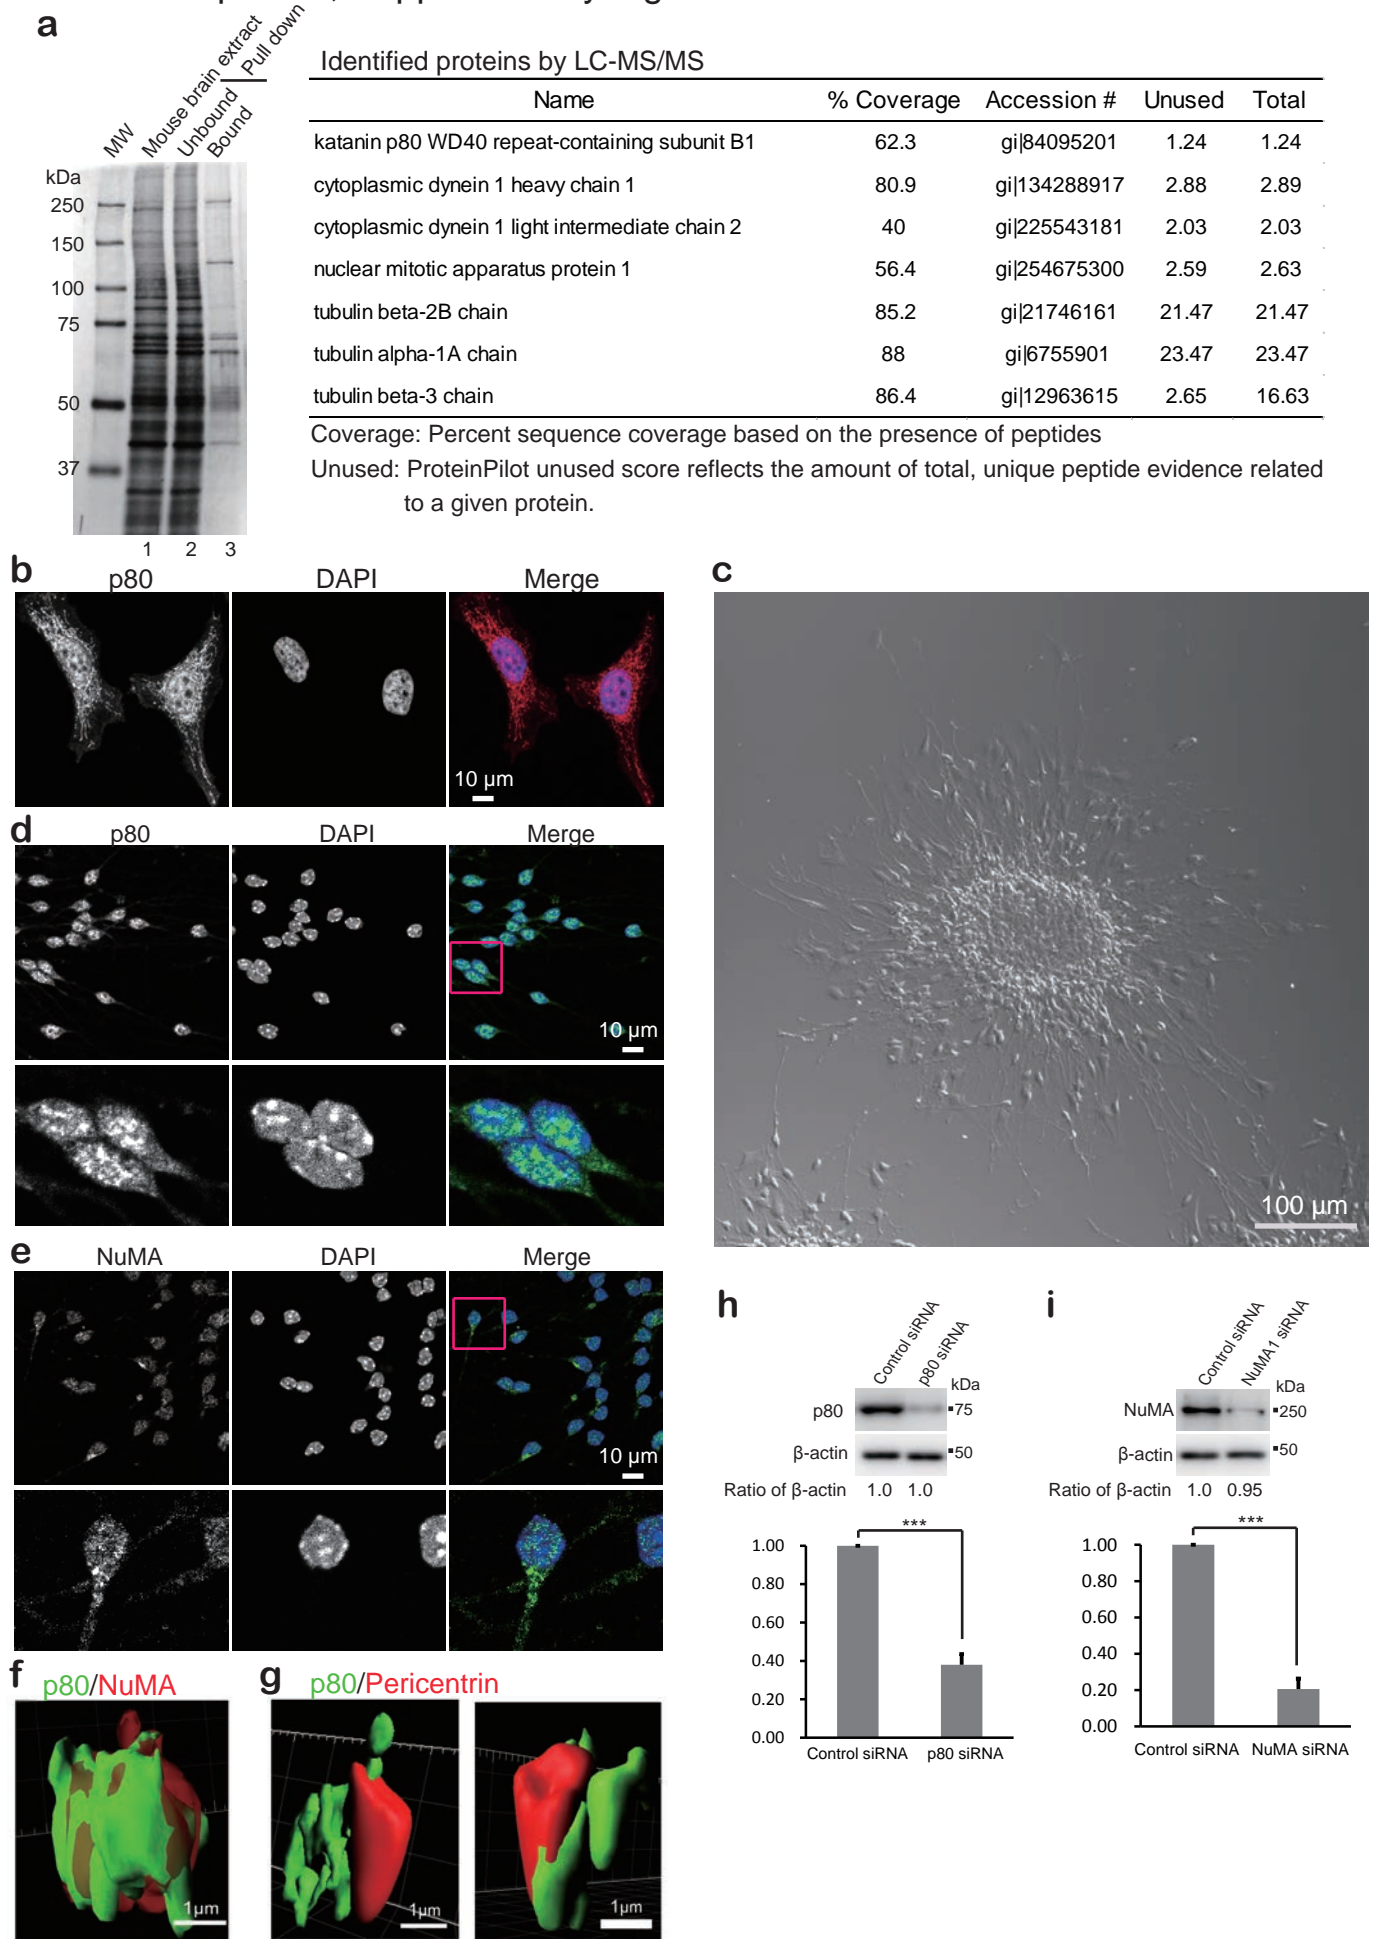 a
MW
Mouse brain extract
Unbound
Bound
Pull down
kDa
250
150
100
75
50
37
1 2 3
Identified proteins by LC-MS/MS
Name % Coverage Accession # Unused Total
katanin p80 WD40 repeat-containing subunit B1 62.3 gi|84095201 1.24 1.24
cytoplasmic dynein 1 heavy chain 1 80.9 gi|134288917 2.88 2.89
cytoplasmic dynein 1 light intermediate chain 2 40 gi|225543181 2.03 2.03
nuclear mitotic apparatus protein 1 56.4 gi|254675300 2.59 2.63
tubulin beta-2B chain 85.2 gi|21746161 21.47 21.47
tubulin alpha-1A chain 88 gi|6755901 23.47 23.47
tubulin beta-3 chain 86.4 gi|12963615 2.65 16.63
Coverage: Percent sequence coverage based on the presence of peptides
Unused: ProteinPilot unused score reflects the amount of total, unique peptide evidence related
to a given protein.
b
p80 DAPI Merge
10 µm
c
100 µm
d
p80 DAPI Merge
10 µm
e
NuMA DAPI Merge
10 µm
f
p80/NuMA
1µm
g
p80/Pericentrin
1µm
1µm
h
Control siRNA
p80 siRNA
kDa
p80 75
β-actin 50
Ratio of β-actin 1.0 1.0
***
1.00
0.80
0.60
0.40
0.20
0.00
Control siRNA p80 siRNA
i
Control siRNA
NuMA1 siRNA
kDa
NuMA 250
β-actin 50
Ratio of β-actin 1.0 0.95
***
1.00
0.80
0.60
0.40
0.20
0.00
Control siRNA NuMA siRNA